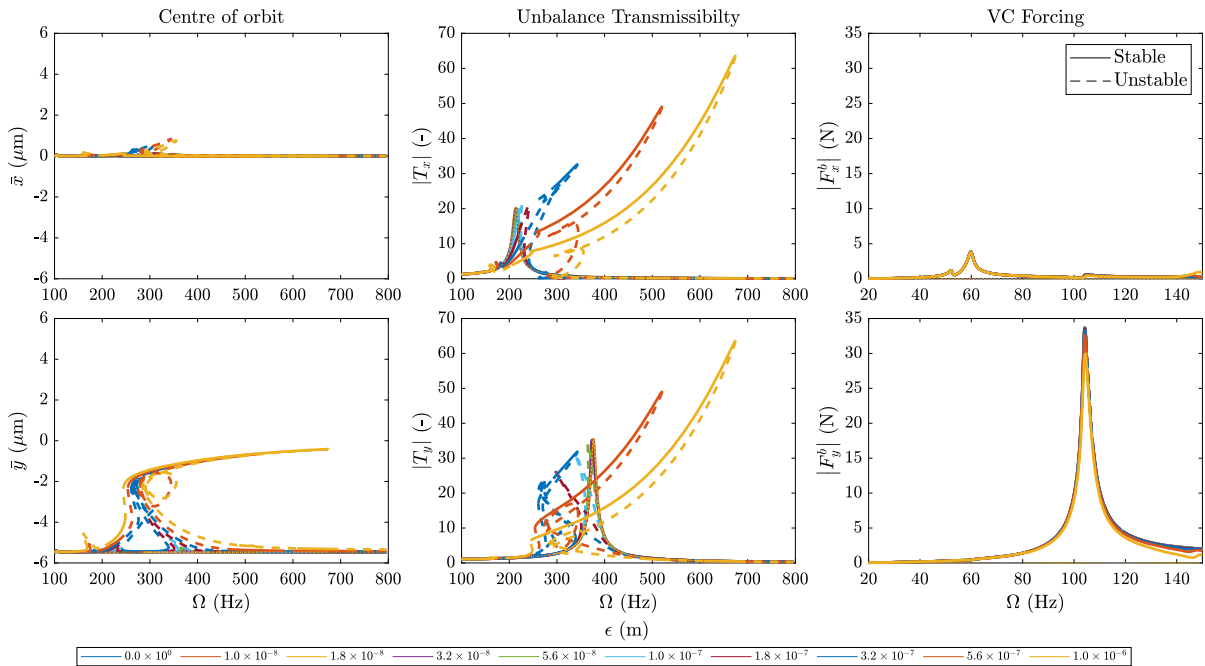 Centre of orbit
Unbalance Transmissibilty
VC Forcing
6
4
2
0
-2
-4
-6
x̄ (μm)
100 200 300 400 500 600 700 800
70
60
50
40
30
20
10
0
|T_x| (-)
100 200 300 400 500 600 700 800
35
30
25
20
15
10
5
0
|F_x^b| (N)
Stable
Unstable
20 40 60 80 100 120 140
6
4
2
0
-2
-4
-6
ȳ (μm)
100 200 300 400 500 600 700 800
Ω (Hz)
70
60
50
40
30
20
10
0
|T_y| (-)
100 200 300 400 500 600 700 800
Ω (Hz)
35
30
25
20
15
10
5
0
|F_y^b| (N)
20 40 60 80 100 120 140
Ω (Hz)
ϵ (m)
0.0 × 10⁰ 1.0 × 10⁻⁸ 1.8 × 10⁻⁸ 3.2 × 10⁻⁸ 5.6 × 10⁻⁸ 1.0 × 10⁻⁷ 1.8 × 10⁻⁷ 3.2 × 10⁻⁷ 5.6 × 10⁻⁷ 1.0 × 10⁻⁶